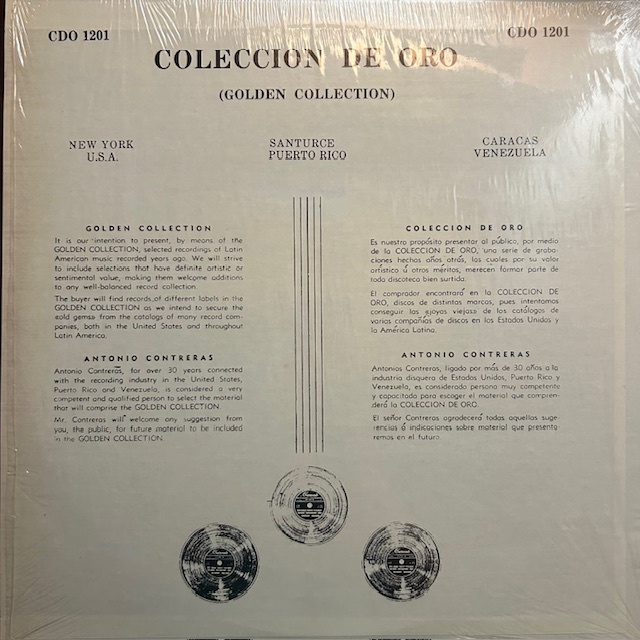 CDO 1201
CDO 1201
COLECCION DE ORO
(GOLDEN COLLECTION)
NEW YORK
U.S.A.
SANTURCE
PUERTO RICO
CARACAS
VENEZUELA
GOLDEN COLLECTION
It is our intention to present, by means of the
GOLDEN COLLECTION, selected recordings of Latin
American music recorded years ago. We will strive
to include selections that have definite artistic or
sentimental value, making them welcome additions
to any well-balanced record collection.
The buyer will find records of different labels in the
GOLDEN COLLECTION as we intend to secure the
«old gems» from the catalogs of many record com-
panies, both in the United States and throughout
Latin America.
ANTONIO CONTRERAS
Antonio Contreras, for over 30 years connected
with the recording industry in the United States,
Puerto Rico and Venezuela, is considered a very
competent and qualified person to select the material
that will comprise the GOLDEN COLLECTION.
Mr. Contreras will welcome any suggestion from
you, the public, for future material to be included
in the GOLDEN COLLECTION.
COLECCION DE ORO
Es nuestro propósito presentar al público, por medio
de la COLECCION DE ORO, una serie de graba-
ciones hechas años atrás, las cuales por su valor
artístico ú otros méritos, merecen formar parte de
toda discoteca bien surtida.
El comprador encontrará en la COLECCION DE
ORO, discos de distintas marcas, pues intentamos
conseguir las «joyas viejas» de los catálogos de
varias compañías de discos en los Estados Unidos y
la América Latina.
ANTONIO CONTRERAS
Antonios Contreras, ligado por más de 30 años a la
industria disquera de Estados Unidos, Puerto Rico y
Venezuela, es considerado persona muy competente
y capacitada para escoger el material que compren-
derá la COLECCION DE ORO.
El señor Contreras agradecerá todas aquellas suge-
rencias ó indicaciones sobre material que presenta-
remos en el futuro.